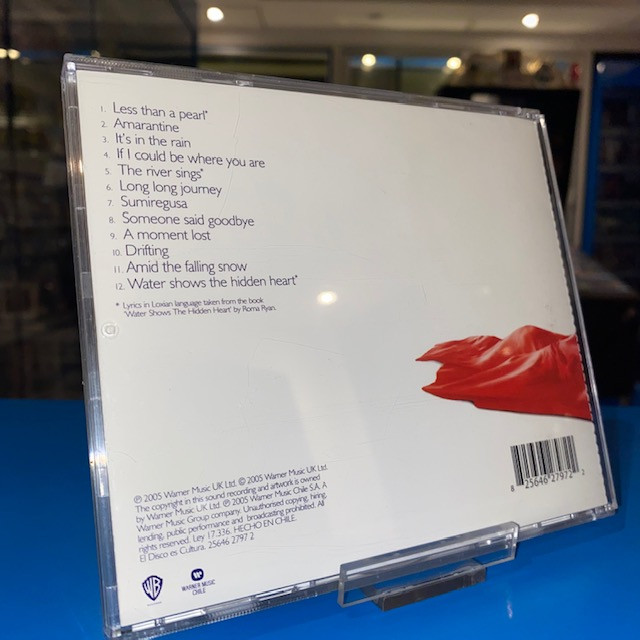 1. Less than a pearl*
2. Amarantine
3. It's in the rain
4. If I could be where you are
5. The river sings*
6. Long long journey
7. Sumiregusa
8. Someone said goodbye
9. A moment lost
10. Drifting
11. Amid the falling snow
12. Water shows the hidden heart*
* Lyrics in Loxian language taken from the book
'Water Shows The Hidden Heart' by Roma Ryan.
℗ 2005 Warner Music UK Ltd. © 2005 Warner Music UK Ltd.
The copyright in this sound recording and artwork is owned
by Warner Music UK Ltd. ℗ 2005 Warner Music Chile S.A. A
Warner Music Group company. Unauthorised copying, hiring,
lending, public performance and broadcasting prohibited. All
rights reserved. Ley 17.336. HECHO EN CHILE.
El Disco es Cultura. 25646 2797 2
8 25646 27972 2
WB
WARNER MUSIC
CHILE